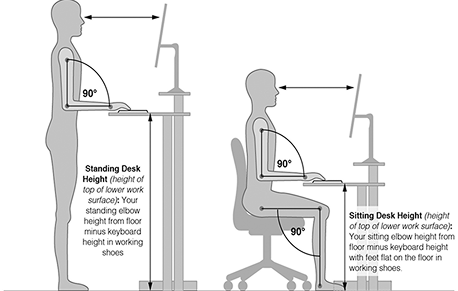 90°
Standing Desk
Height (height of
top of lower work
surface): Your
standing elbow
height from floor
minus keyboard
height in working
shoes
90°
90°
Sitting Desk Height (height
of top of lower work surface):
Your sitting elbow height from
floor minus keyboard height
with feet flat on the floor in
working shoes.